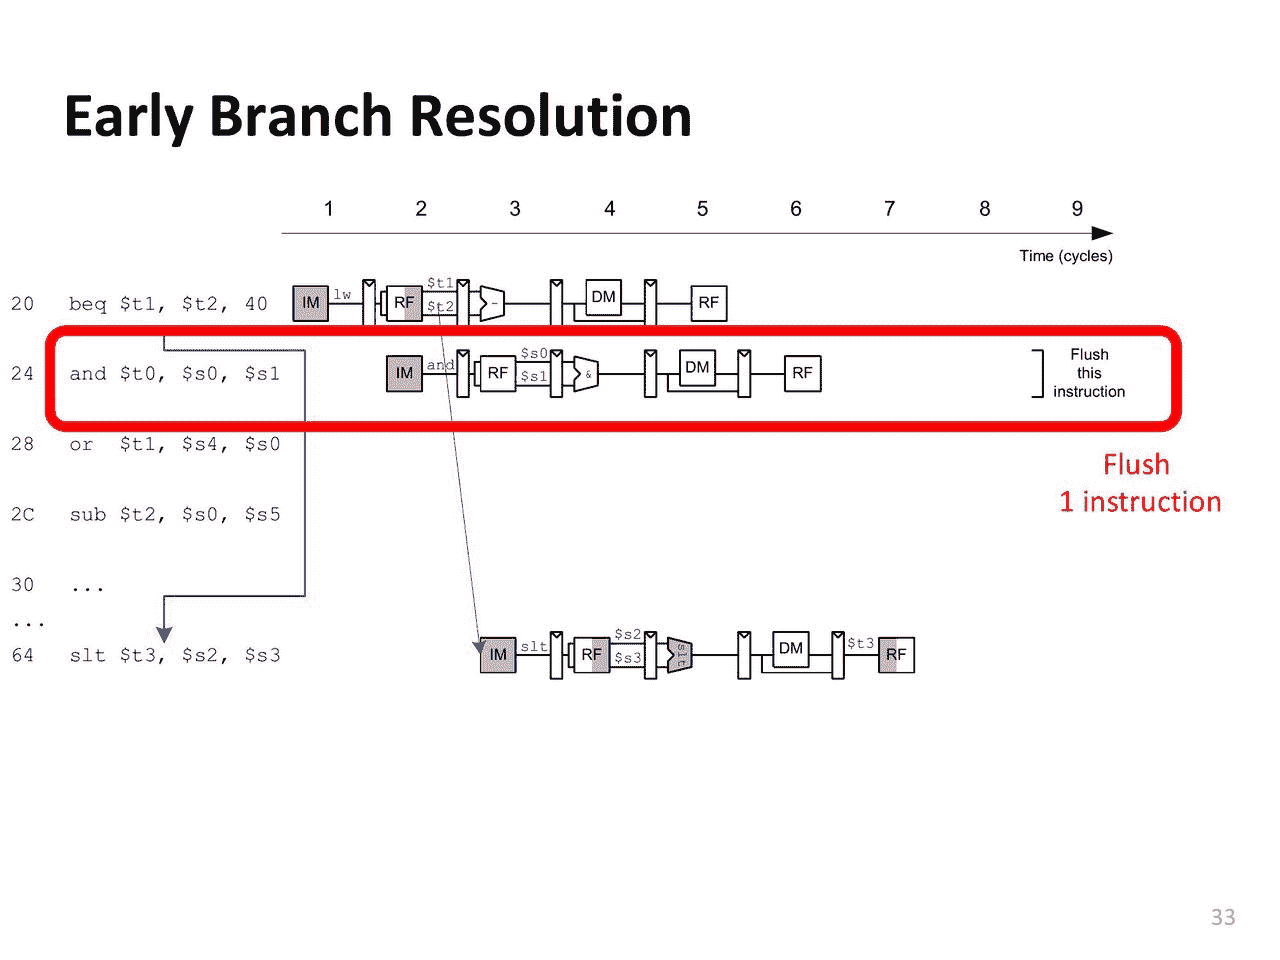 Early Branch Resolution
1 2 3 4 5 6 7 8 9
Time (cycles)
20 beq $t1, $t2, 40 IM lw RF $t1 $t2 - DM RF
24 and $t0, $s0, $s1 IM and RF $s0 $s1 & DM RF
Flush
this
instruction
28 or $t1, $s4, $s0
Flush
1 instruction
2C sub $t2, $s0, $s5
30 ...
...
64 slt $t3, $s2, $s3 IM slt RF $s2 $s3 slt DM $t3 RF
33